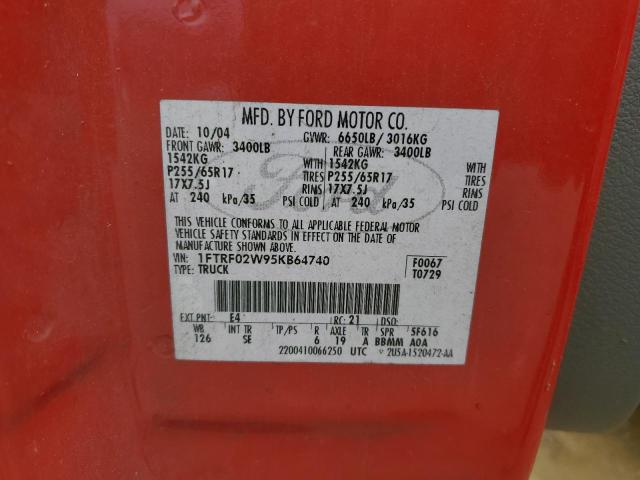 MFD. BY FORD MOTOR CO.
DATE: 10/04 GVWR: 6650LB/ 3016KG
FRONT GAWR: 3400LB REAR GAWR: 3400LB
1542KG WITH 1542KG WITH
P255/65R17 TIRES P255/65R17 TIRES
17X7.5J RIMS 17X7.5J RIMS
AT 240 kPa/35 PSI COLD AT 240 kPa/35 PSI COLD
THIS VEHICLE CONFORMS TO ALL APPLICABLE FEDERAL MOTOR
VEHICLE SAFETY STANDARDS IN EFFECT ON THE DATE OF
MANUFACTURE SHOWN ABOVE.
VIN: 1FTRF02W95KB64740 F0067
TYPE: TRUCK T0729
EXT PNT: E4 RC: 21 DSO:
WB INT TR TP/PS R AXLE TR SPR 5F616
126 SE 6 19 A BBMM A0A
2200410066250 UTC 2U5A-1520472-AA
Ford